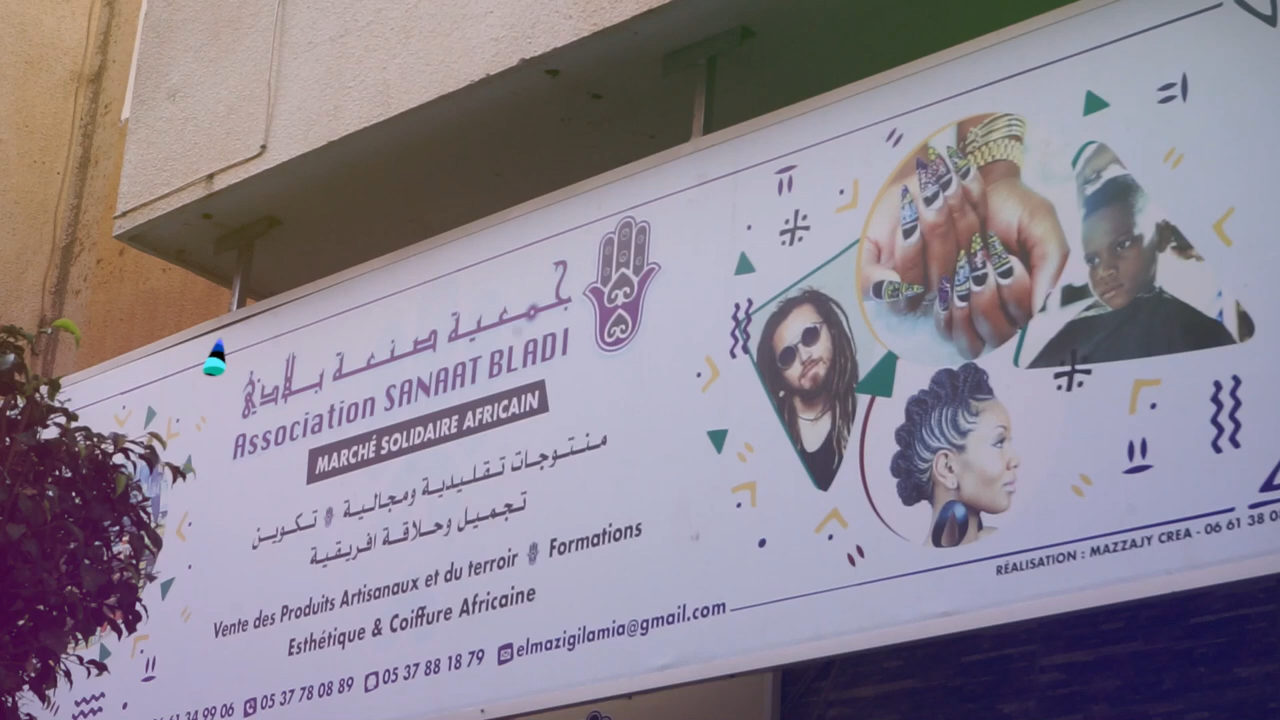 جمعية صنعة بلادي
Association SANAAT BLADI
MARCHÉ SOLIDAIRE AFRICAIN
منتوجات تقليدية ومجالية تكوين
تجميل وحلاقة افريقية
Vente des Produits Artisanaux et du terroir Formations
Esthétique & Coiffure Africaine
61 34 99 06 05 37 78 08 89 05 37 88 18 79 elmazigilamia@gmail.com
RÉALISATION : MAZZAJY CREA - 06 61 38